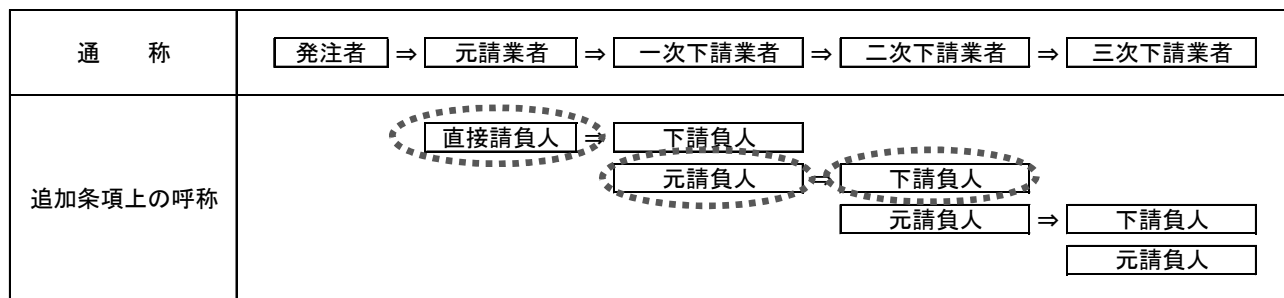 通 称 発注者 ⇒ 元請業者 ⇒ 一次下請業者 ⇒ 二次下請業者 ⇒ 三次下請業者
直接請負人 ⇒ 下請負人
元請負人 ⇒ 下請負人
追加条項上の呼称
元請負人 ⇒ 下請負人
元請負人